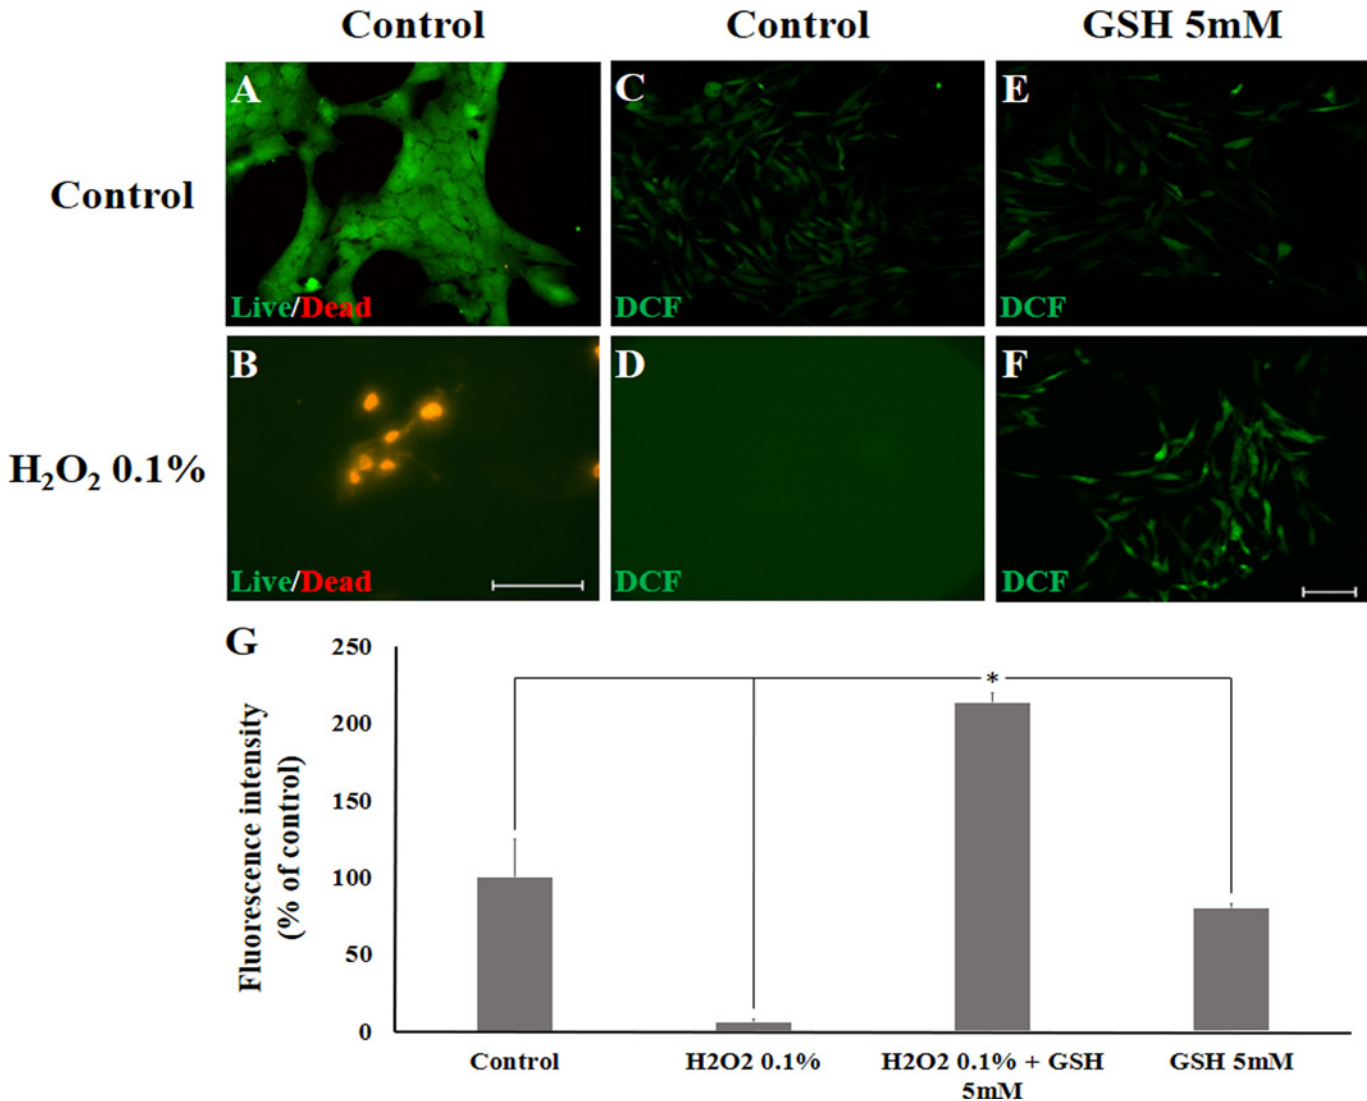 Control Control GSH 5mM
A C E
Control
Live/Dead DCF DCF
B D F
H₂O₂ 0.1%
Live/Dead DCF DCF
G
Fluorescence intensity
(% of control)
250
200
150
100
50
0
*
Control H2O2 0.1% H2O2 0.1% + GSH GSH 5mM
5mM